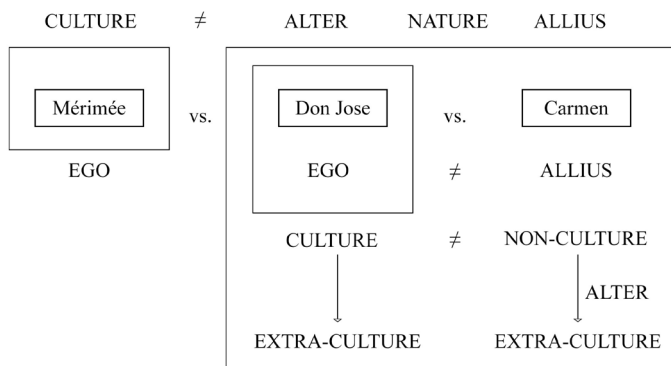 CULTURE ≠ ALTER NATURE ALLIUS
Mérimée vs. Don Jose vs. Carmen
EGO EGO ≠ ALLIUS
CULTURE ≠ NON-CULTURE
ALTER
EXTRA-CULTURE EXTRA-CULTURE